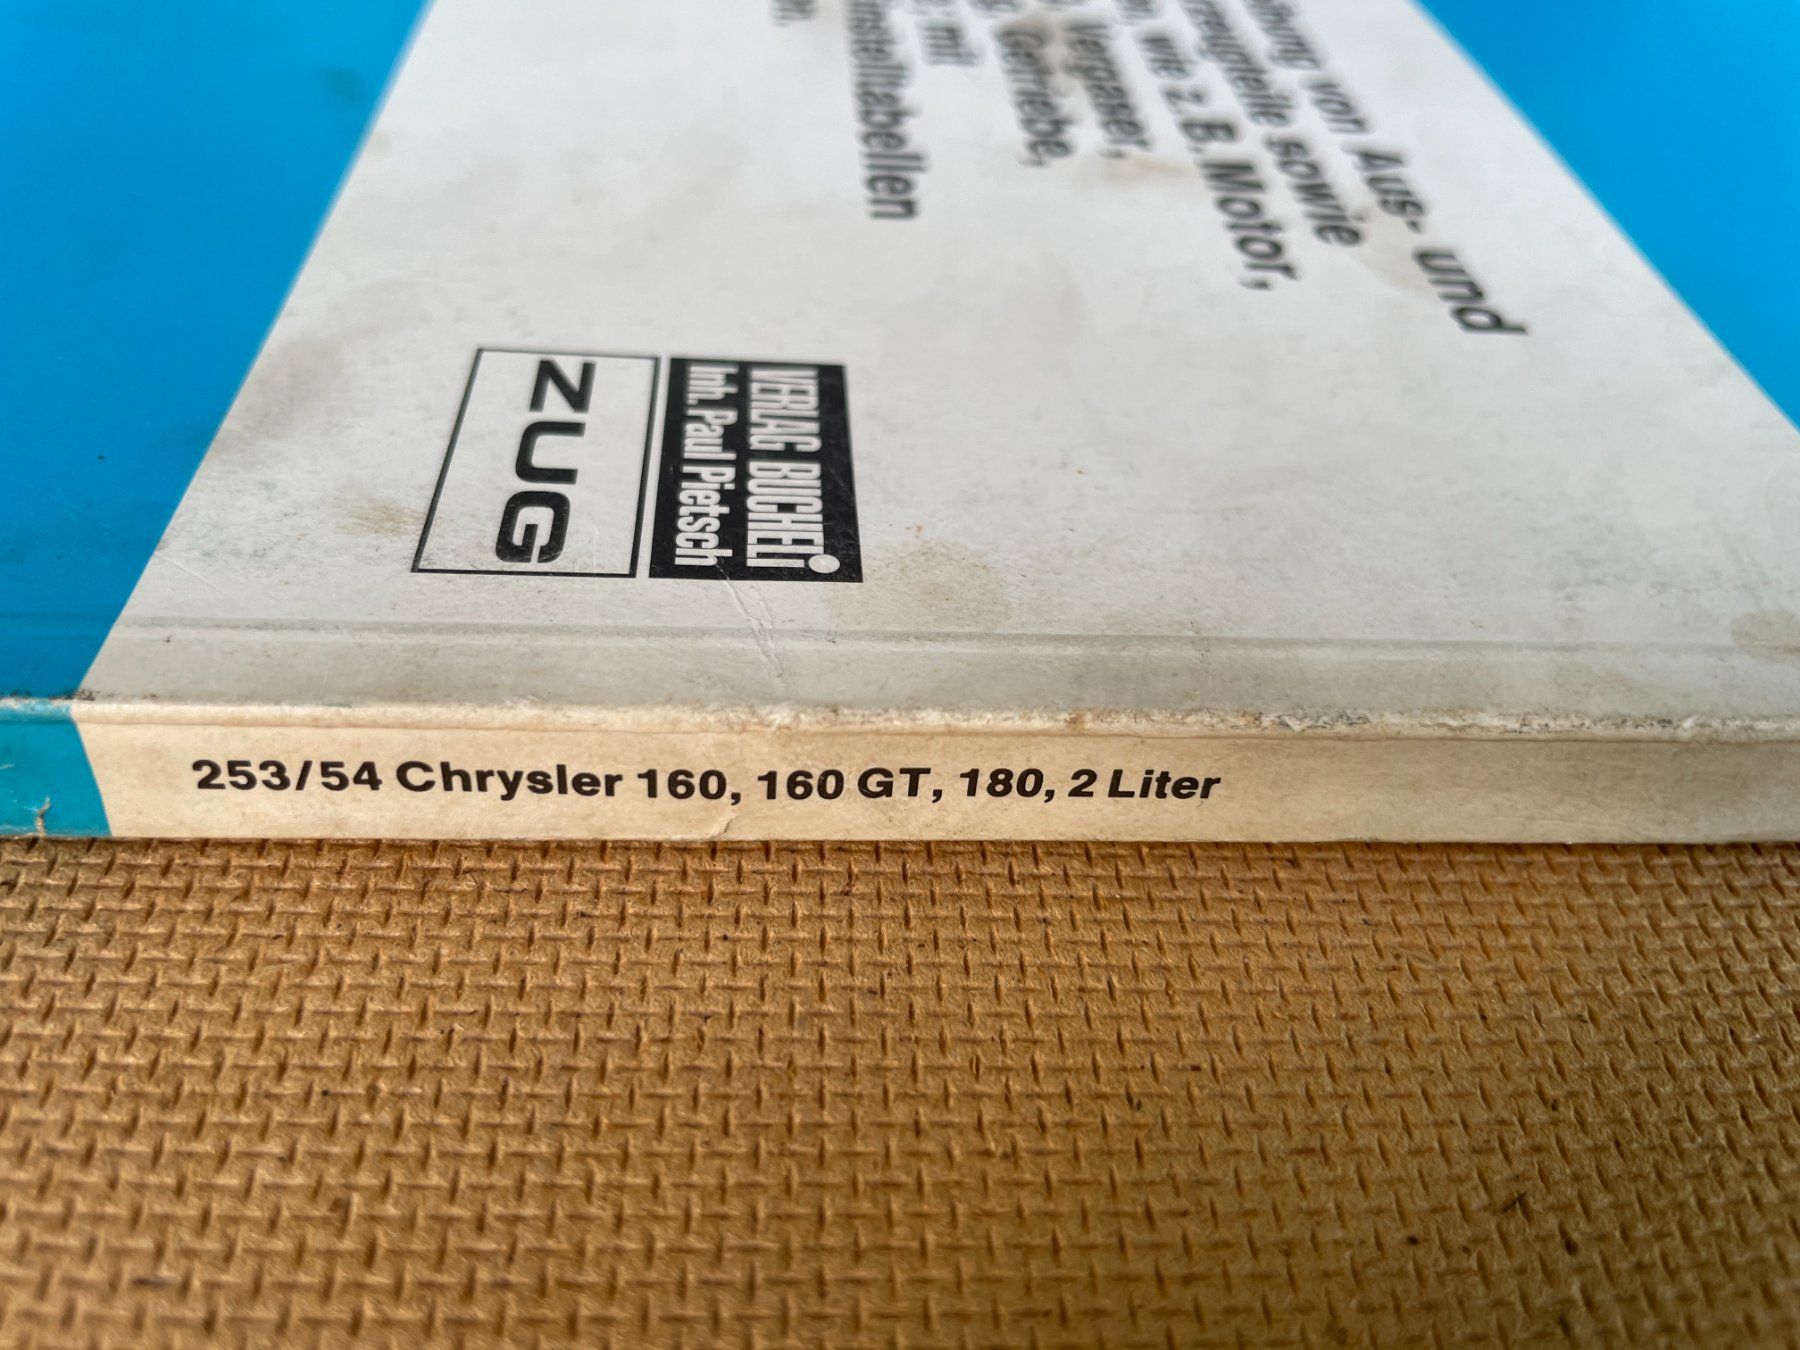 von Aus- und
sowie
wie z. B. Motor,
Vergaser,
Getriebe,
mit
VERLAG BUCHELI
Inh. Paul Pietsch
ZUG
253/54 Chrysler 160, 160 GT, 180, 2 Liter